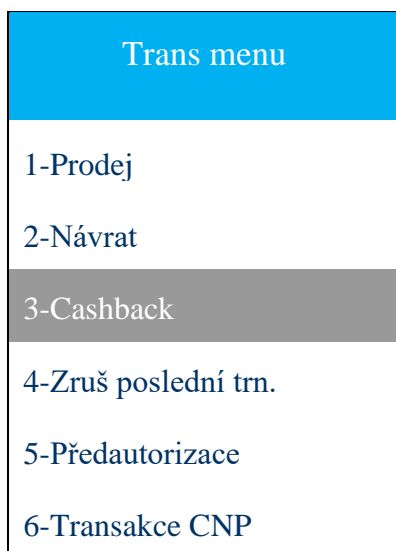 Trans menu
1-Prodej
2-Návrat
3-Cashback
4-Zruš poslední trn.
5-Předautorizace
6-Transakce CNP